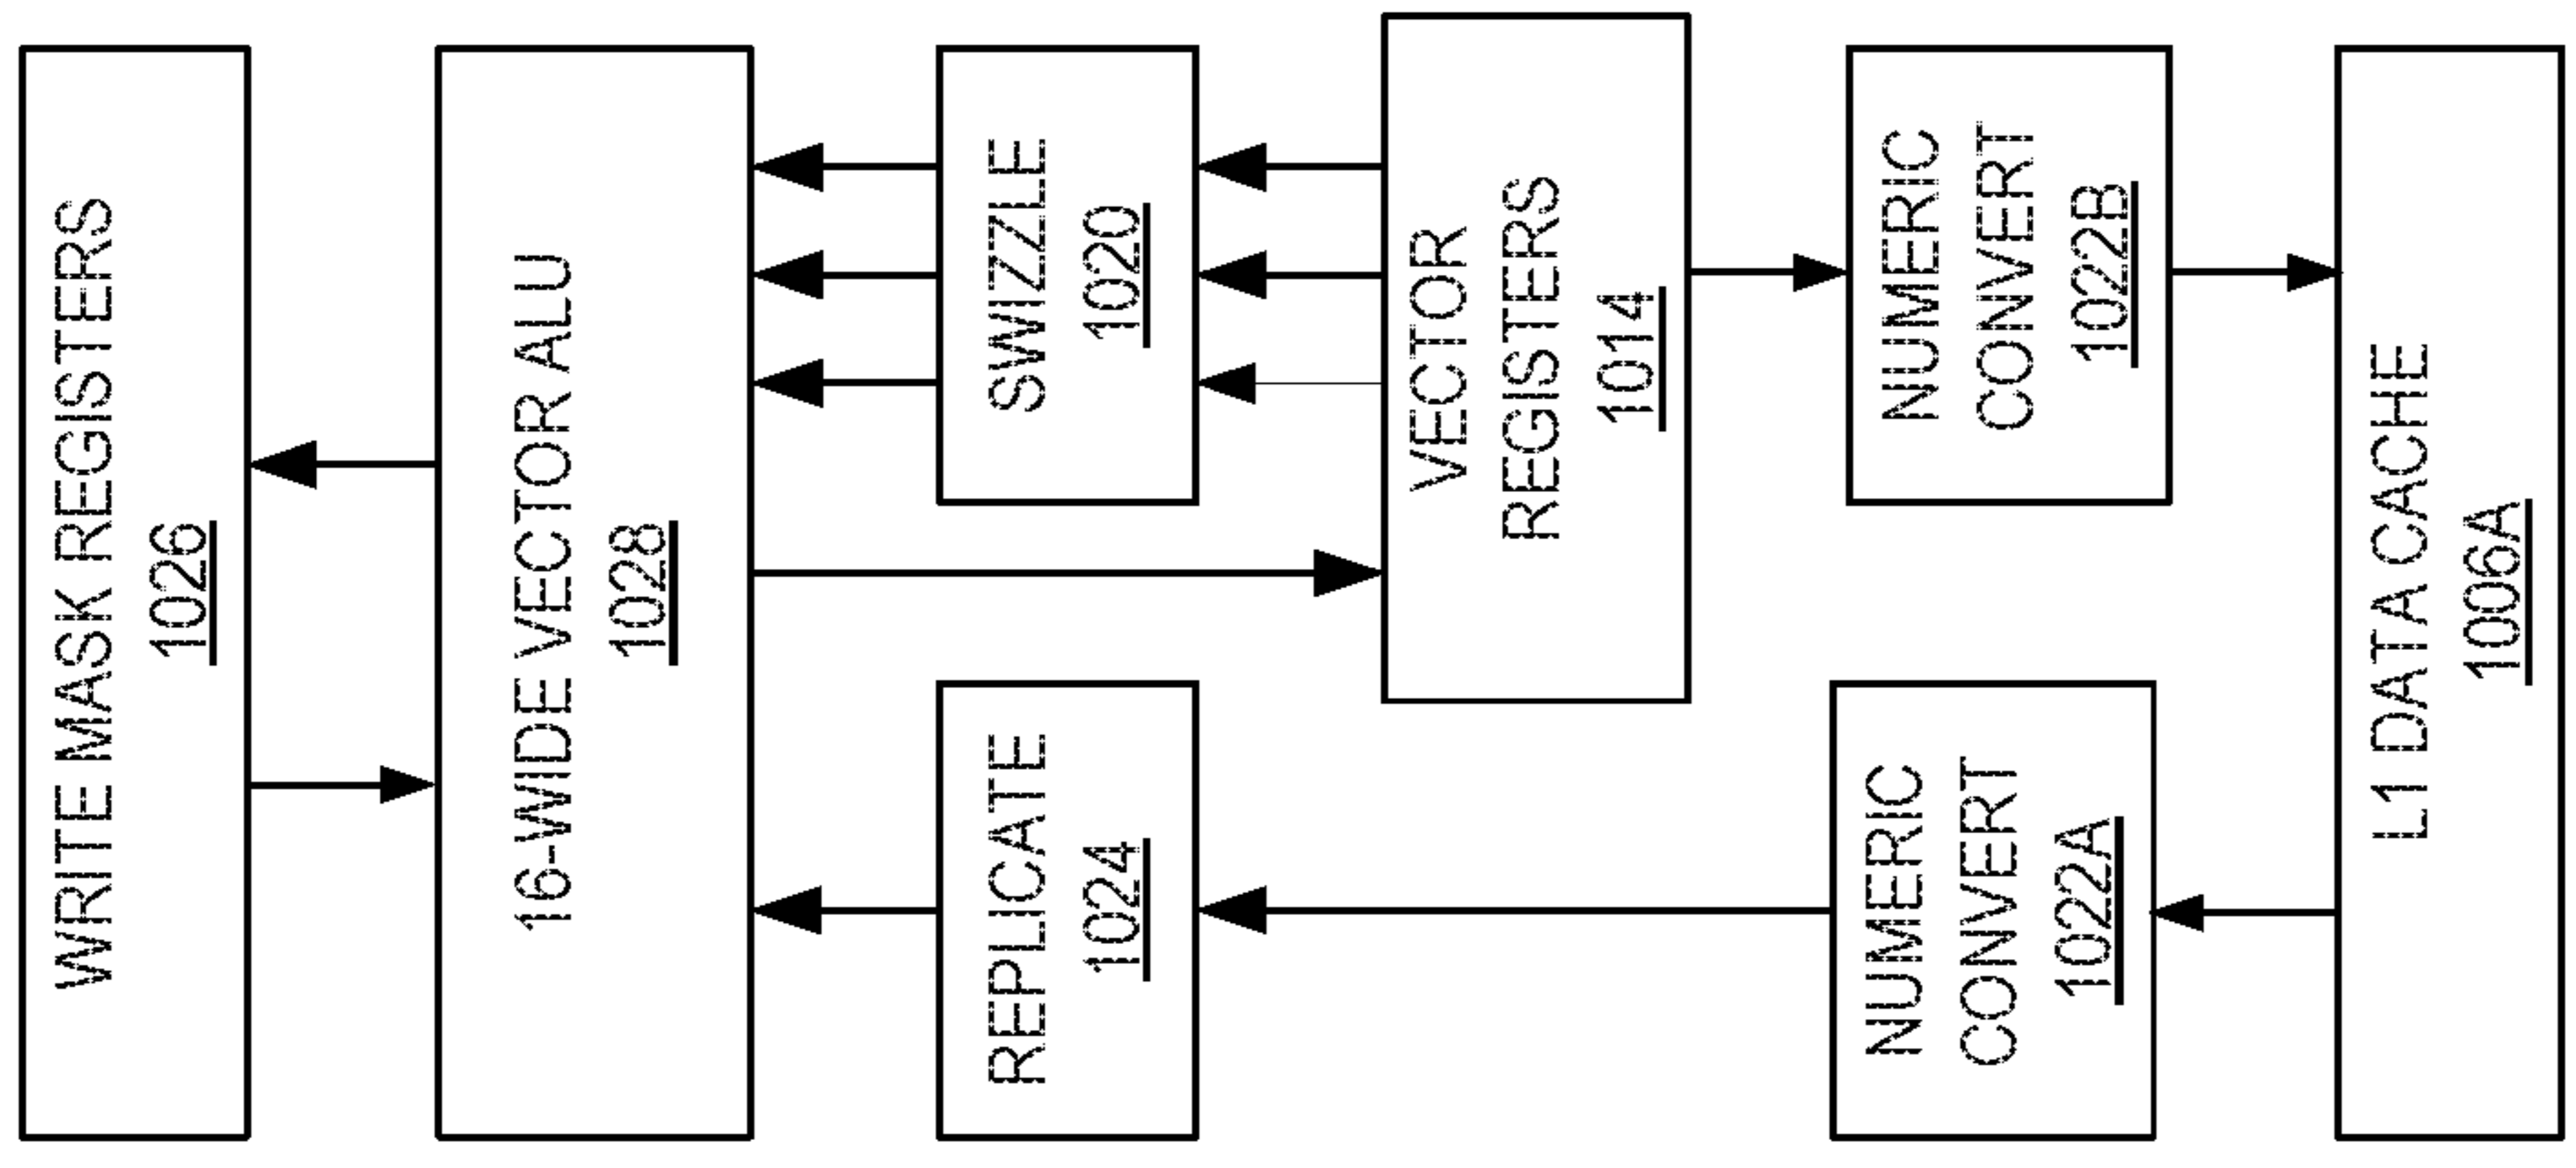 WRITE MASK REGISTERS
1026
16-WIDE VECTOR ALU
1028
REPLICATE
1024
SWIZZLE
1020
VECTOR
REGISTERS
1014
NUMERIC
CONVERT
1022A
NUMERIC
CONVERT
1022B
L1 DATA CACHE
1006A